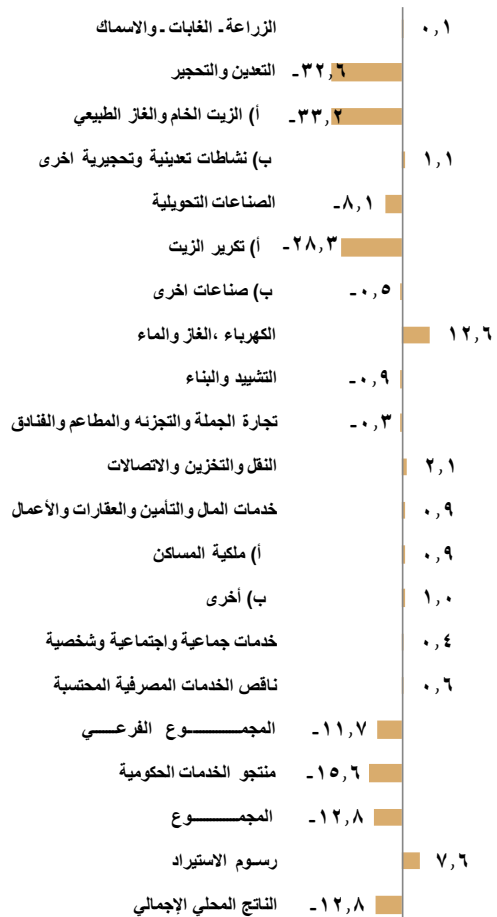 الزراعة ـ الغابات ـ والاسماك ٠,١
التعدين والتحجير ٣٢,٦-
أ) الزيت الخام والغاز الطبيعي ٣٣,٢-
ب) نشاطات تعدينية وتحجيرية اخرى ١,١
الصناعات التحويلية ٨,١-
أ) تكرير الزيت ٢٨,٣-
ب) صناعات اخرى ٠,٥-
الكهرباء ،الغاز والماء ١٢,٦
التشييد والبناء ٠,٩-
تجارة الجملة والتجزئه والمطاعم والفنادق ٠,٣-
النقل والتخزين والاتصالات ٢,١
خدمات المال والتأمين والعقارات والأعمال ٠,٩
أ) ملكية المساكن ٠,٩
ب) أخرى ١,٠
خدمات جماعية واجتماعية وشخصية ٠,٤
ناقص الخدمات المصرفية المحتسبة ٠,٦
المجمـــــــــوع الفرعـــــي ١١,٧-
منتجو الخدمات الحكومية ١٥,٦-
المجمـــــــــوع ١٢,٨-
رسـوم الاستيراد ٧,٦
الناتج المحلي الإجمالي ١٢,٨-